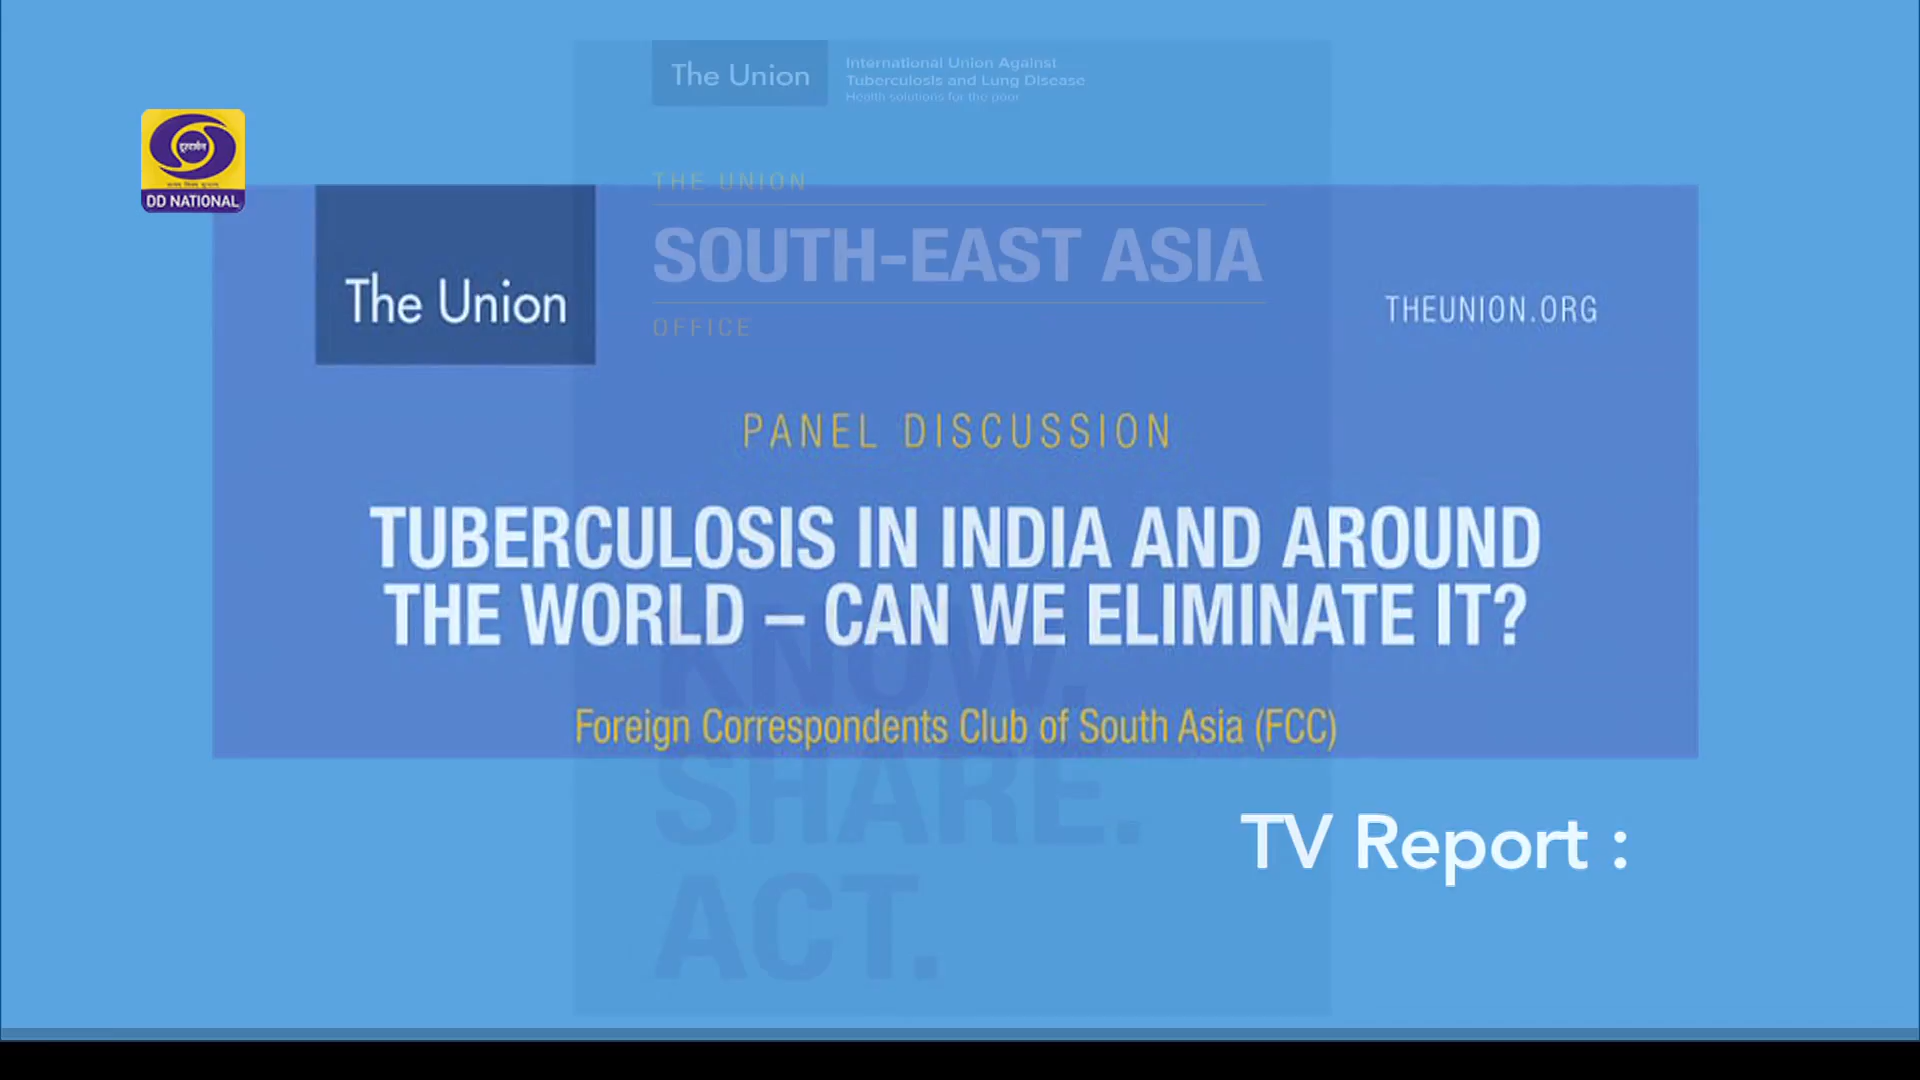 The Union
International Union Against
Tuberculosis and Lung Disease
Health solutions for the poor
दूरदर्शन
DD NATIONAL
THE UNION
SOUTH-EAST ASIA
OFFICE
The Union
THEUNION.ORG
PANEL DISCUSSION
TUBERCULOSIS IN INDIA AND AROUND
THE WORLD – CAN WE ELIMINATE IT?
KNOW.
Foreign Correspondents Club of South Asia (FCC)
SHARE.
TV Report :
ACT.